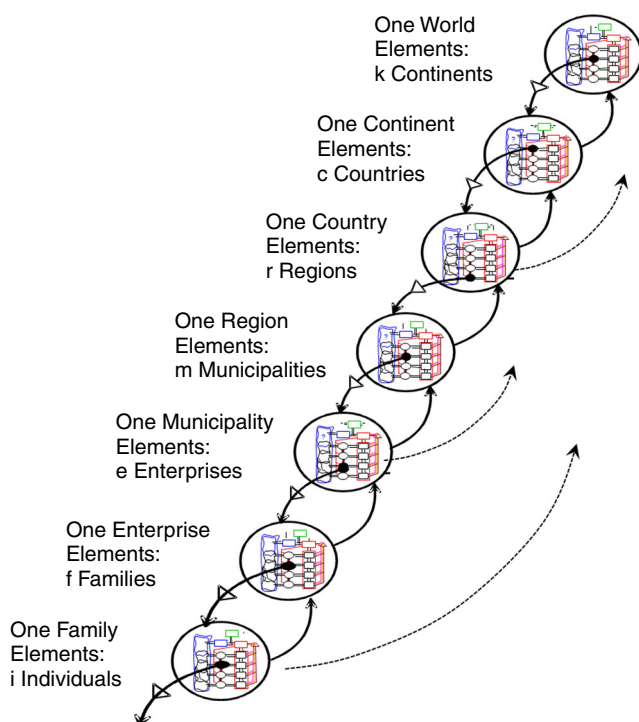 One World
Elements:
k Continents
One Continent
Elements:
c Countries
One Country
Elements:
r Regions
One Region
Elements:
m Municipalities
One Municipality
Elements:
e Enterprises
One Enterprise
Elements:
f Families
One Family
Elements:
i Individuals